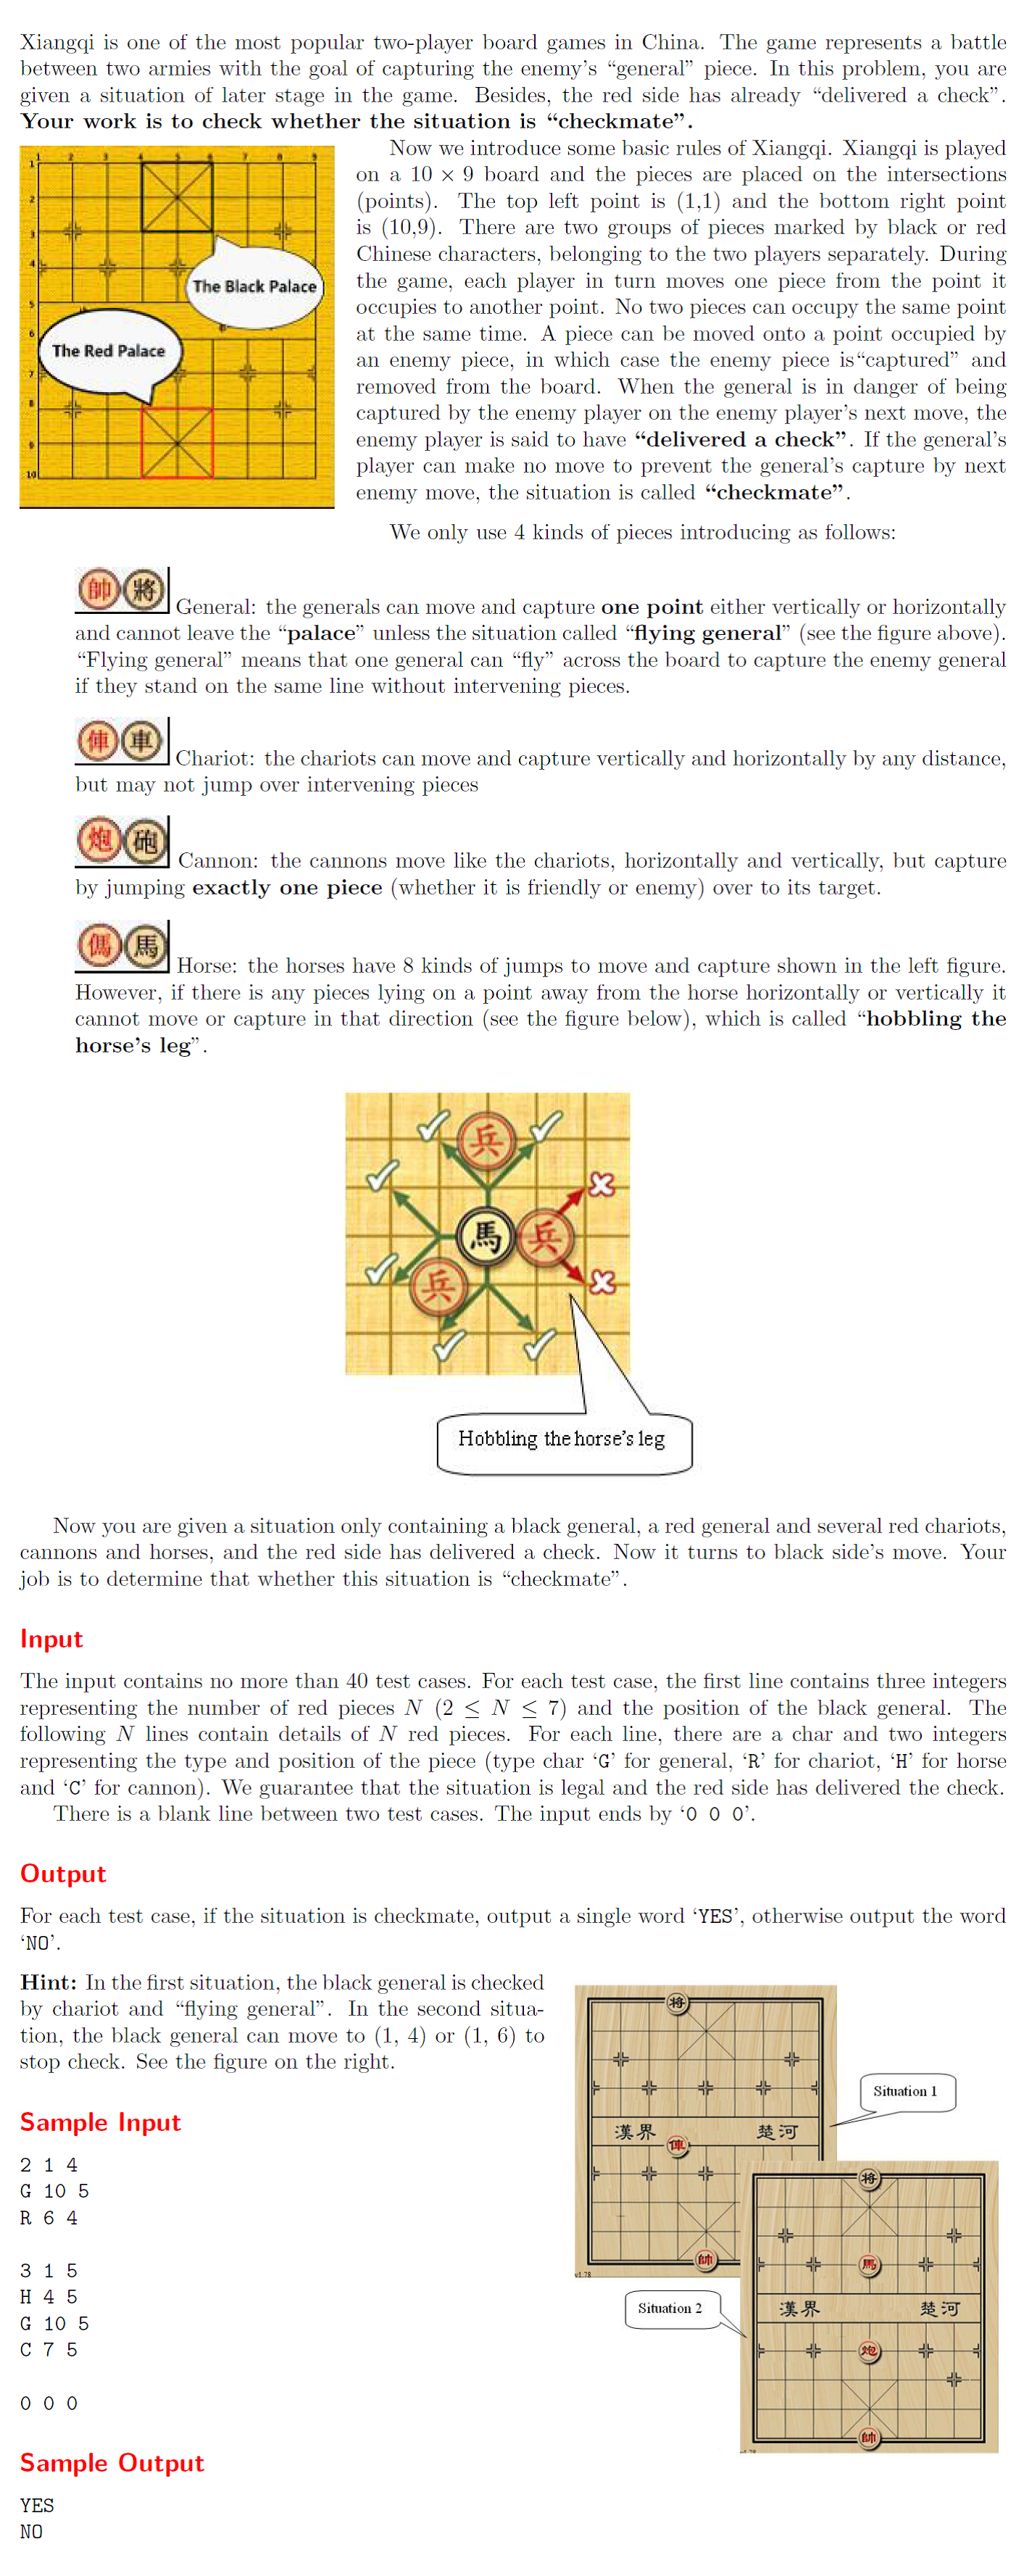 Xiangqi is one of the most popular two-player board games in China. The game represents a battle
between two armies with the goal of capturing the enemy's “general” piece. In this problem, you are
given a situation of later stage in the game. Besides, the red side has already “delivered a check”.
Your work is to check whether the situation is “checkmate”.
1 2 3 4 5 6 7 8 9
1
2
3
4
5
6
7
8
9
10
The Black Palace
The Red Palace
Now we introduce some basic rules of Xiangqi. Xiangqi is played
on a 10 × 9 board and the pieces are placed on the intersections
(points). The top left point is (1,1) and the bottom right point
is (10,9). There are two groups of pieces marked by black or red
Chinese characters, belonging to the two players separately. During
the game, each player in turn moves one piece from the point it
occupies to another point. No two pieces can occupy the same point
at the same time. A piece can be moved onto a point occupied by
an enemy piece, in which case the enemy piece is“captured” and
removed from the board. When the general is in danger of being
captured by the enemy player on the enemy player's next move, the
enemy player is said to have “delivered a check”. If the general's
player can make no move to prevent the general's capture by next
enemy move, the situation is called “checkmate”.
We only use 4 kinds of pieces introducing as follows:
帥 將 General: the generals can move and capture one point either vertically or horizontally
and cannot leave the “palace” unless the situation called “flying general” (see the figure above).
“Flying general” means that one general can “fly” across the board to capture the enemy general
if they stand on the same line without intervening pieces.
俥 車 Chariot: the chariots can move and capture vertically and horizontally by any distance,
but may not jump over intervening pieces
炮 砲 Cannon: the cannons move like the chariots, horizontally and vertically, but capture
by jumping exactly one piece (whether it is friendly or enemy) over to its target.
傌 馬 Horse: the horses have 8 kinds of jumps to move and capture shown in the left figure.
However, if there is any pieces lying on a point away from the horse horizontally or vertically it
cannot move or capture in that direction (see the figure below), which is called “hobbling the
horse's leg”.
兵
馬 兵
兵
Hobbling the horse's leg
Now you are given a situation only containing a black general, a red general and several red chariots,
cannons and horses, and the red side has delivered a check. Now it turns to black side's move. Your
job is to determine that whether this situation is “checkmate”.
Input
The input contains no more than 40 test cases. For each test case, the first line contains three integers
representing the number of red pieces N (2 ≤ N ≤ 7) and the position of the black general. The
following N lines contain details of N red pieces. For each line, there are a char and two integers
representing the type and position of the piece (type char ‘G’ for general, ‘R’ for chariot, ‘H’ for horse
and ‘C’ for cannon). We guarantee that the situation is legal and the red side has delivered the check.
There is a blank line between two test cases. The input ends by ‘0 0 0’.
Output
For each test case, if the situation is checkmate, output a single word ‘YES’, otherwise output the word
‘NO’.
Hint: In the first situation, the black general is checked
by chariot and “flying general”. In the second situa-
tion, the black general can move to (1, 4) or (1, 6) to
stop check. See the figure on the right.
Sample Input
2 1 4
G 10 5
R 6 4
3 1 5
H 4 5
G 10 5
C 7 5
0 0 0
Sample Output
YES
NO
将
漢界 楚河
俥
帥
v1.78
Situation 1
将
馬
漢界 楚河
炮
帥
Situation 2